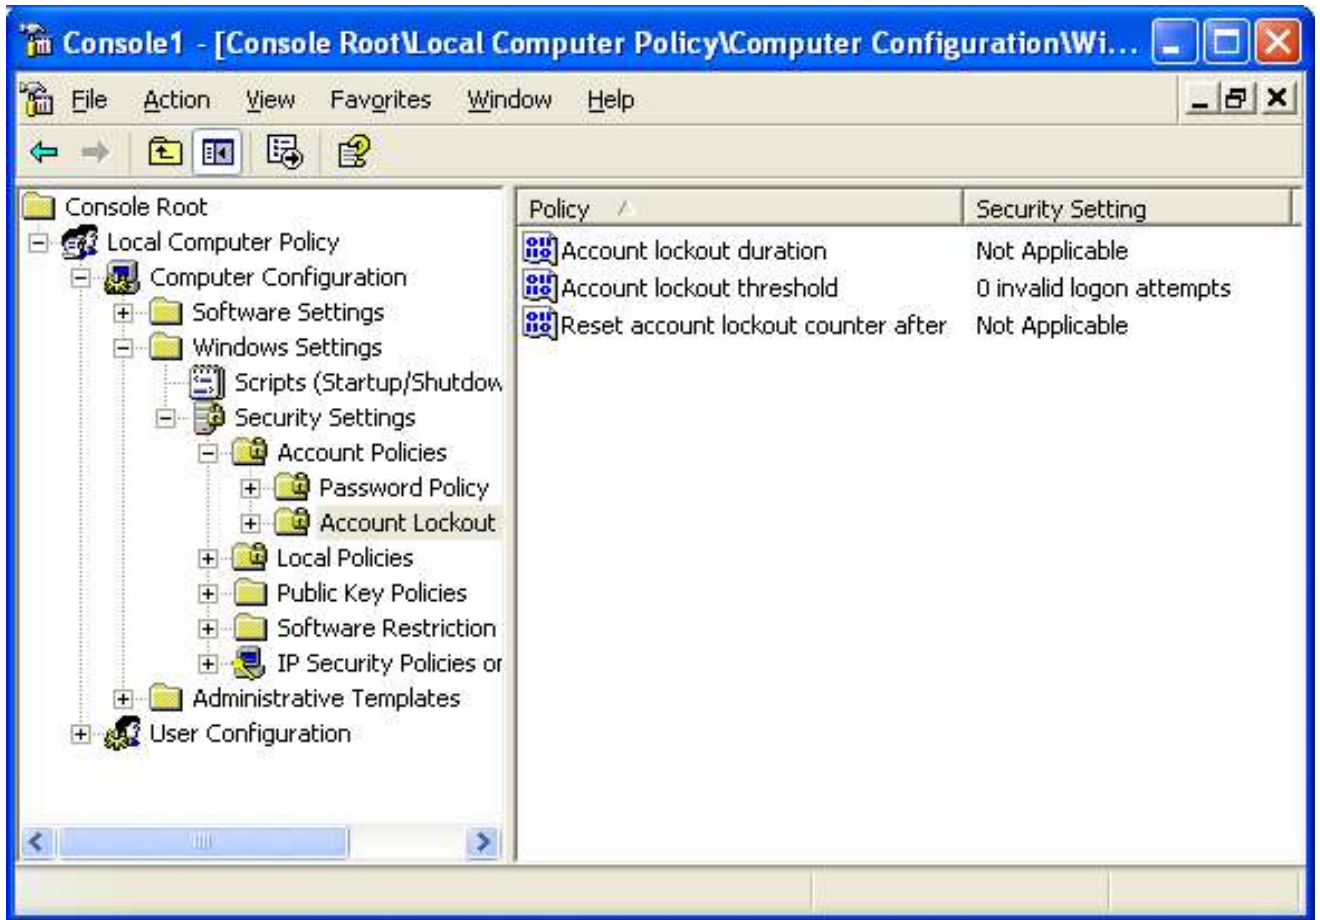 Console1 - [Console Root\Local Computer Policy\Computer Configuration\Wi...
File Action View Favorites Window Help
Console Root
Local Computer Policy
Computer Configuration
Software Settings
Windows Settings
Scripts (Startup/Shutdow
Security Settings
Account Policies
Password Policy
Account Lockout
Local Policies
Public Key Policies
Software Restriction
IP Security Policies or
Administrative Templates
User Configuration
Policy Security Setting
Account lockout duration Not Applicable
Account lockout threshold 0 invalid logon attempts
Reset account lockout counter after Not Applicable